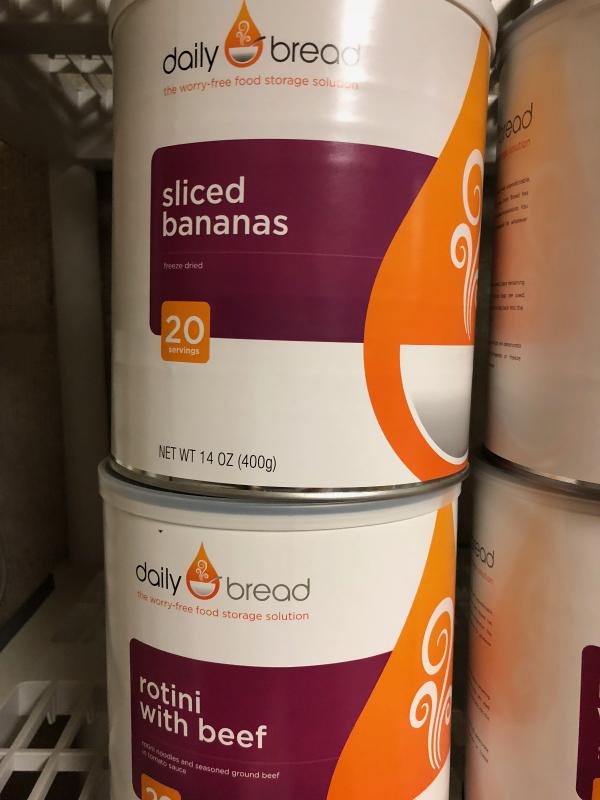 daily bread
the worry-free food storage solution
sliced
bananas
freeze dried
20
servings
NET WT 14 OZ (400g)
daily bread
the worry-free food storage solution
rotini
with beef
rotini noodles and seasoned ground beef
in tomato sauce
bread
solution